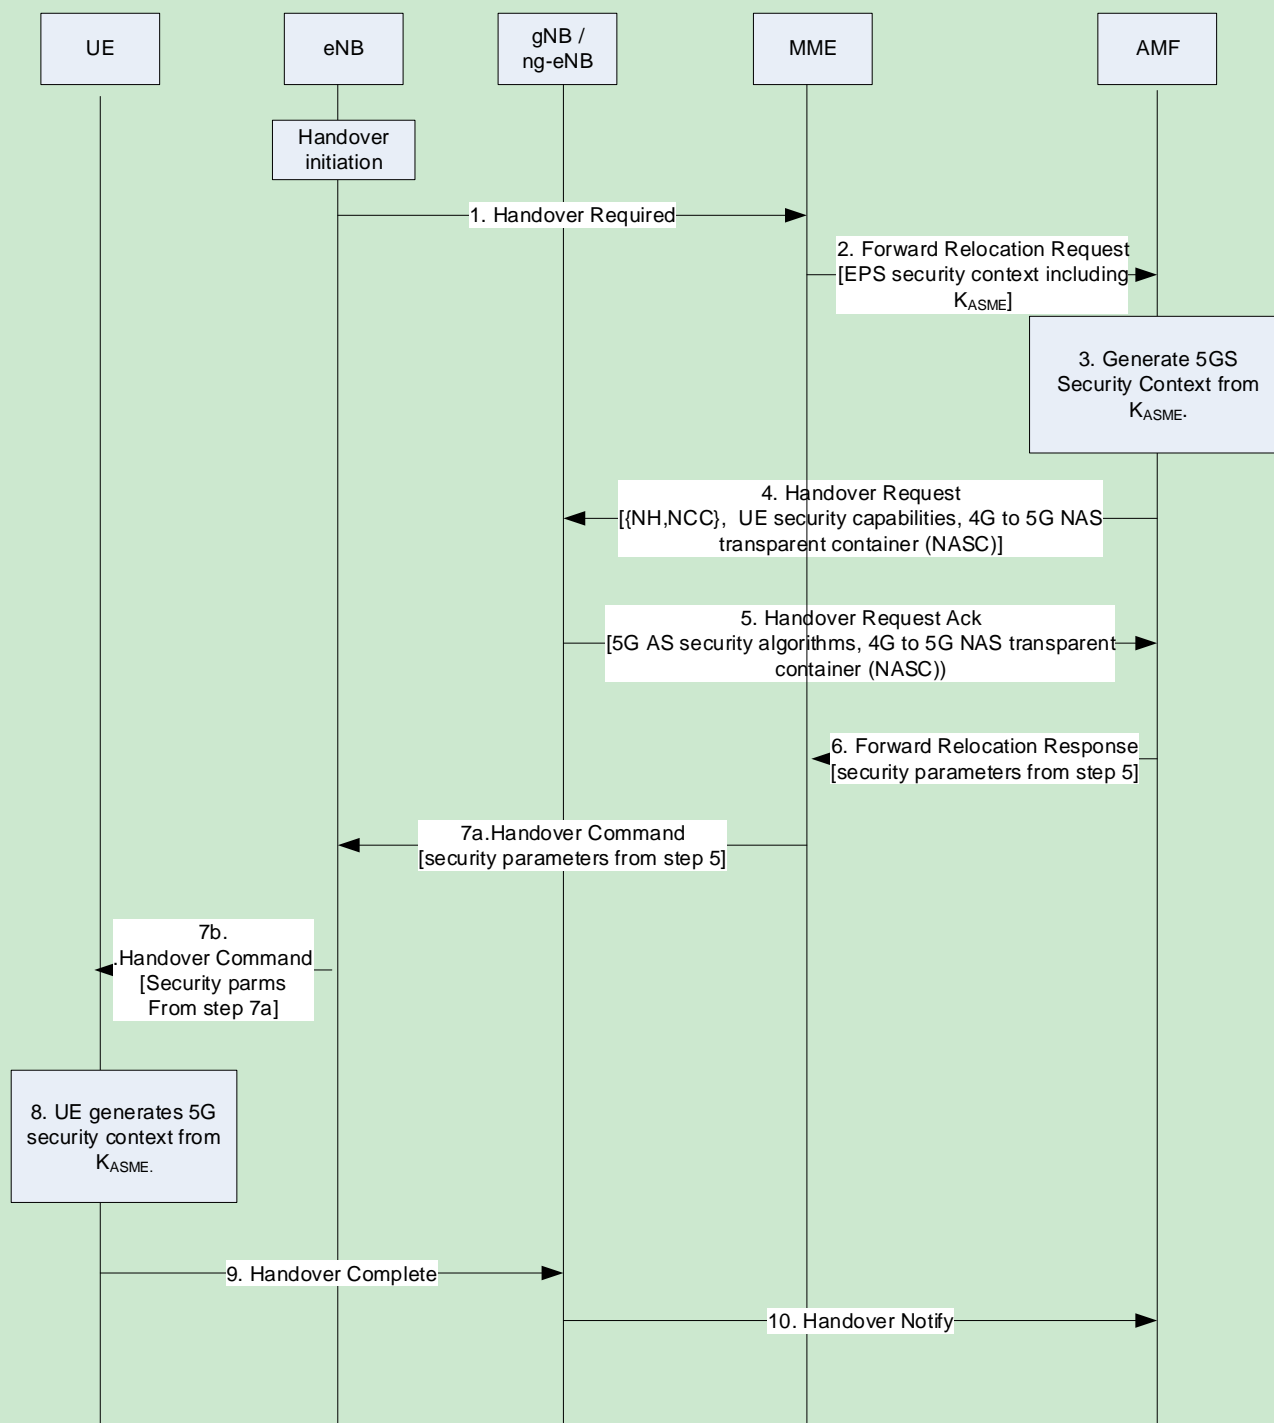 UE
eNB
gNB /
ng-eNB
MME
AMF
Handover
initiation
1. Handover Required
2. Forward Relocation Request
[EPS security context including
KASME]
3. Generate 5GS
Security Context from
KASME.
4. Handover Request
[{NH,NCC},  UE security capabilities, 4G to 5G NAS
transparent container (NASC)]
5. Handover Request Ack
[5G AS security algorithms, 4G to 5G NAS transparent
container (NASC))
6. Forward Relocation Response
[security parameters from step 5]
7a.Handover Command
[security parameters from step 5]
7b.
.Handover Command
[Security parms
From step 7a]
8. UE generates 5G
security context from
KASME.
9. Handover Complete
10. Handover Notify